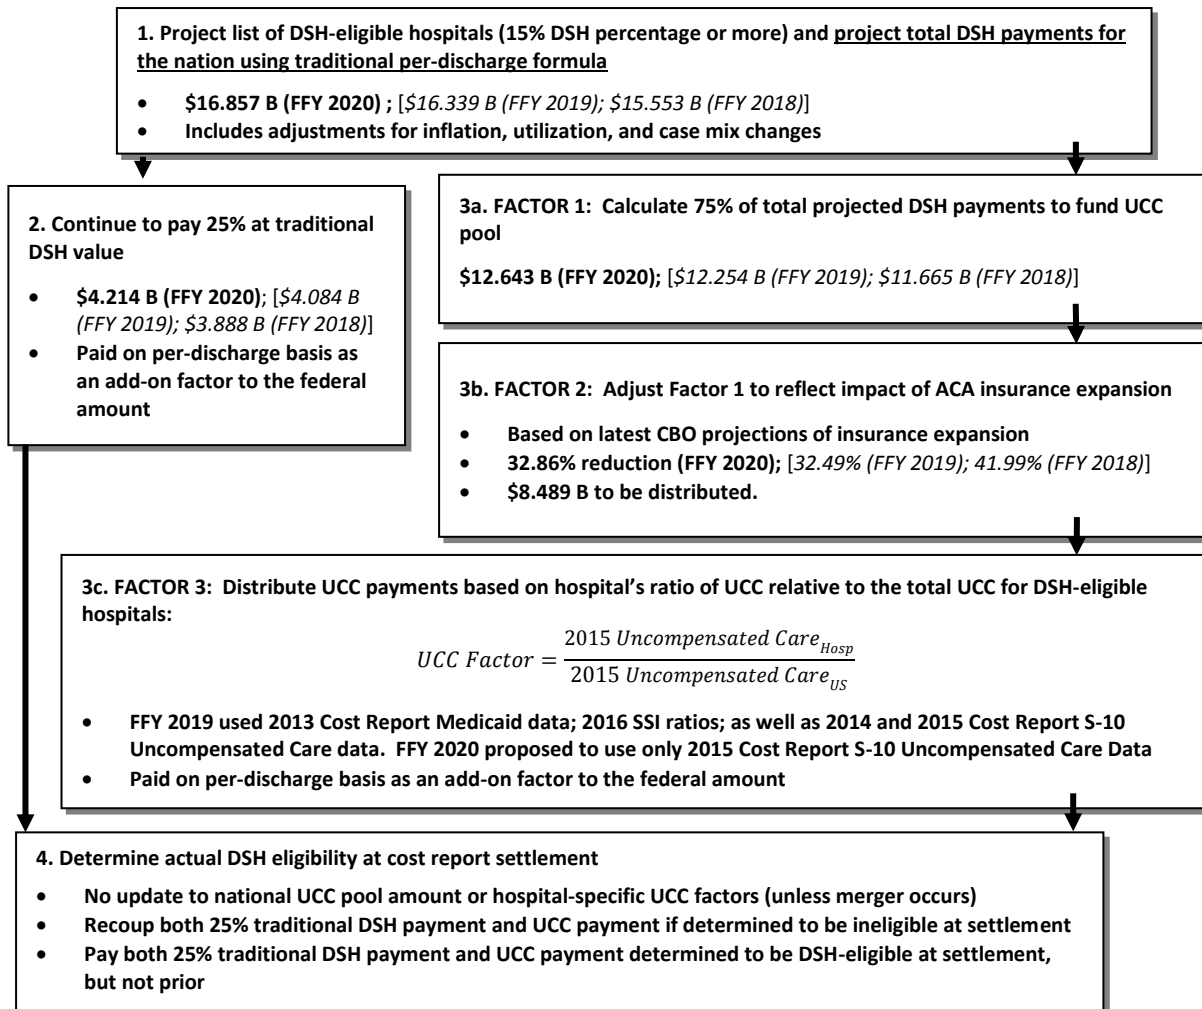 1. Project list of DSH-eligible hospitals (15% DSH percentage or more) and project total DSH payments for
the nation using traditional per-discharge formula
• $16.857 B (FFY 2020) ; [$16.339 B (FFY 2019); $15.553 B (FFY 2018)]
• Includes adjustments for inflation, utilization, and case mix changes
2. Continue to pay 25% at traditional
DSH value
• $4.214 B (FFY 2020); [$4.084 B
(FFY 2019); $3.888 B (FFY 2018)]
• Paid on per-discharge basis as
an add-on factor to the federal
amount
3a. FACTOR 1: Calculate 75% of total projected DSH payments to fund UCC
pool
$12.643 B (FFY 2020); [$12.254 B (FFY 2019); $11.665 B (FFY 2018)]
3b. FACTOR 2: Adjust Factor 1 to reflect impact of ACA insurance expansion
• Based on latest CBO projections of insurance expansion
• 32.86% reduction (FFY 2020); [32.49% (FFY 2019); 41.99% (FFY 2018)]
• $8.489 B to be distributed.
3c. FACTOR 3: Distribute UCC payments based on hospital's ratio of UCC relative to the total UCC for DSH-eligible
hospitals:
UCC Factor = 2015 Uncompensated Care Hosp
2015 Uncompensated Care US
• FFY 2019 used 2013 Cost Report Medicaid data; 2016 SSI ratios; as well as 2014 and 2015 Cost Report S-10
Uncompensated Care data. FFY 2020 proposed to use only 2015 Cost Report S-10 Uncompensated Care Data
• Paid on per-discharge basis as an add-on factor to the federal amount
4. Determine actual DSH eligibility at cost report settlement
• No update to national UCC pool amount or hospital-specific UCC factors (unless merger occurs)
• Recoup both 25% traditional DSH payment and UCC payment if determined to be ineligible at settlement
• Pay both 25% traditional DSH payment and UCC payment determined to be DSH-eligible at settlement,
but not prior